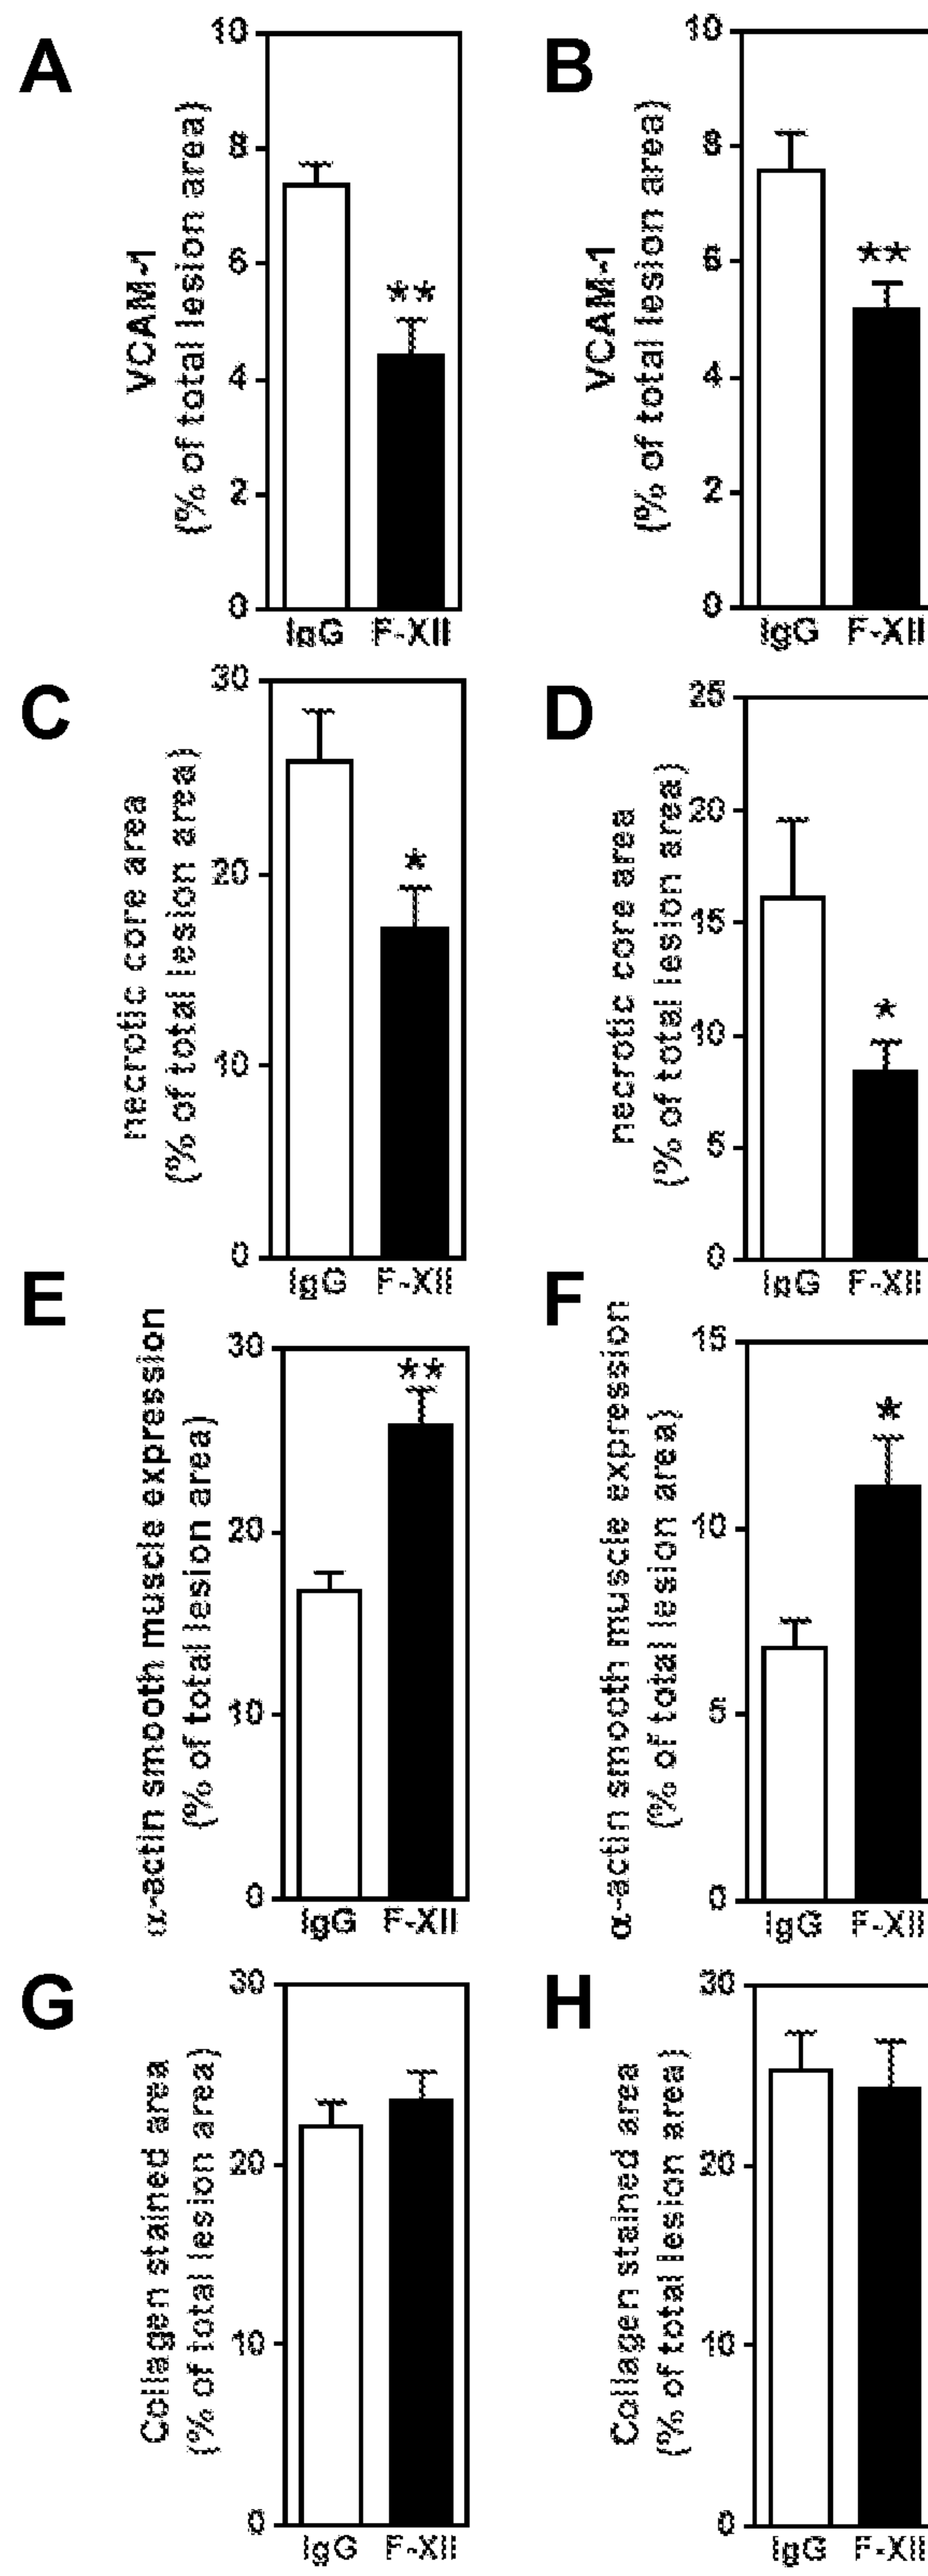 A
VCAM-1
(% of total lesion area)
10
8
6
4
2
0
**
IgG F-XII
B
VCAM-1
(% of total lesion area)
10
8
6
4
2
0
**
IgG F-XII
C
necrotic core area
(% of total lesion area)
30
20
10
0
*
IgG F-XII
D
necrotic core area
(% of total lesion area)
25
20
15
10
5
0
*
IgG F-XII
E
α-actin smooth muscle expression
(% of total lesion area)
30
20
10
0
**
IgG F-XII
F
α-actin smooth muscle expression
(% of total lesion area)
15
10
5
0
*
IgG F-XII
G
Collagen stained area
(% of total lesion area)
30
20
10
0
IgG F-XII
H
Collagen stained area
(% of total lesion area)
30
20
10
0
IgG F-XII